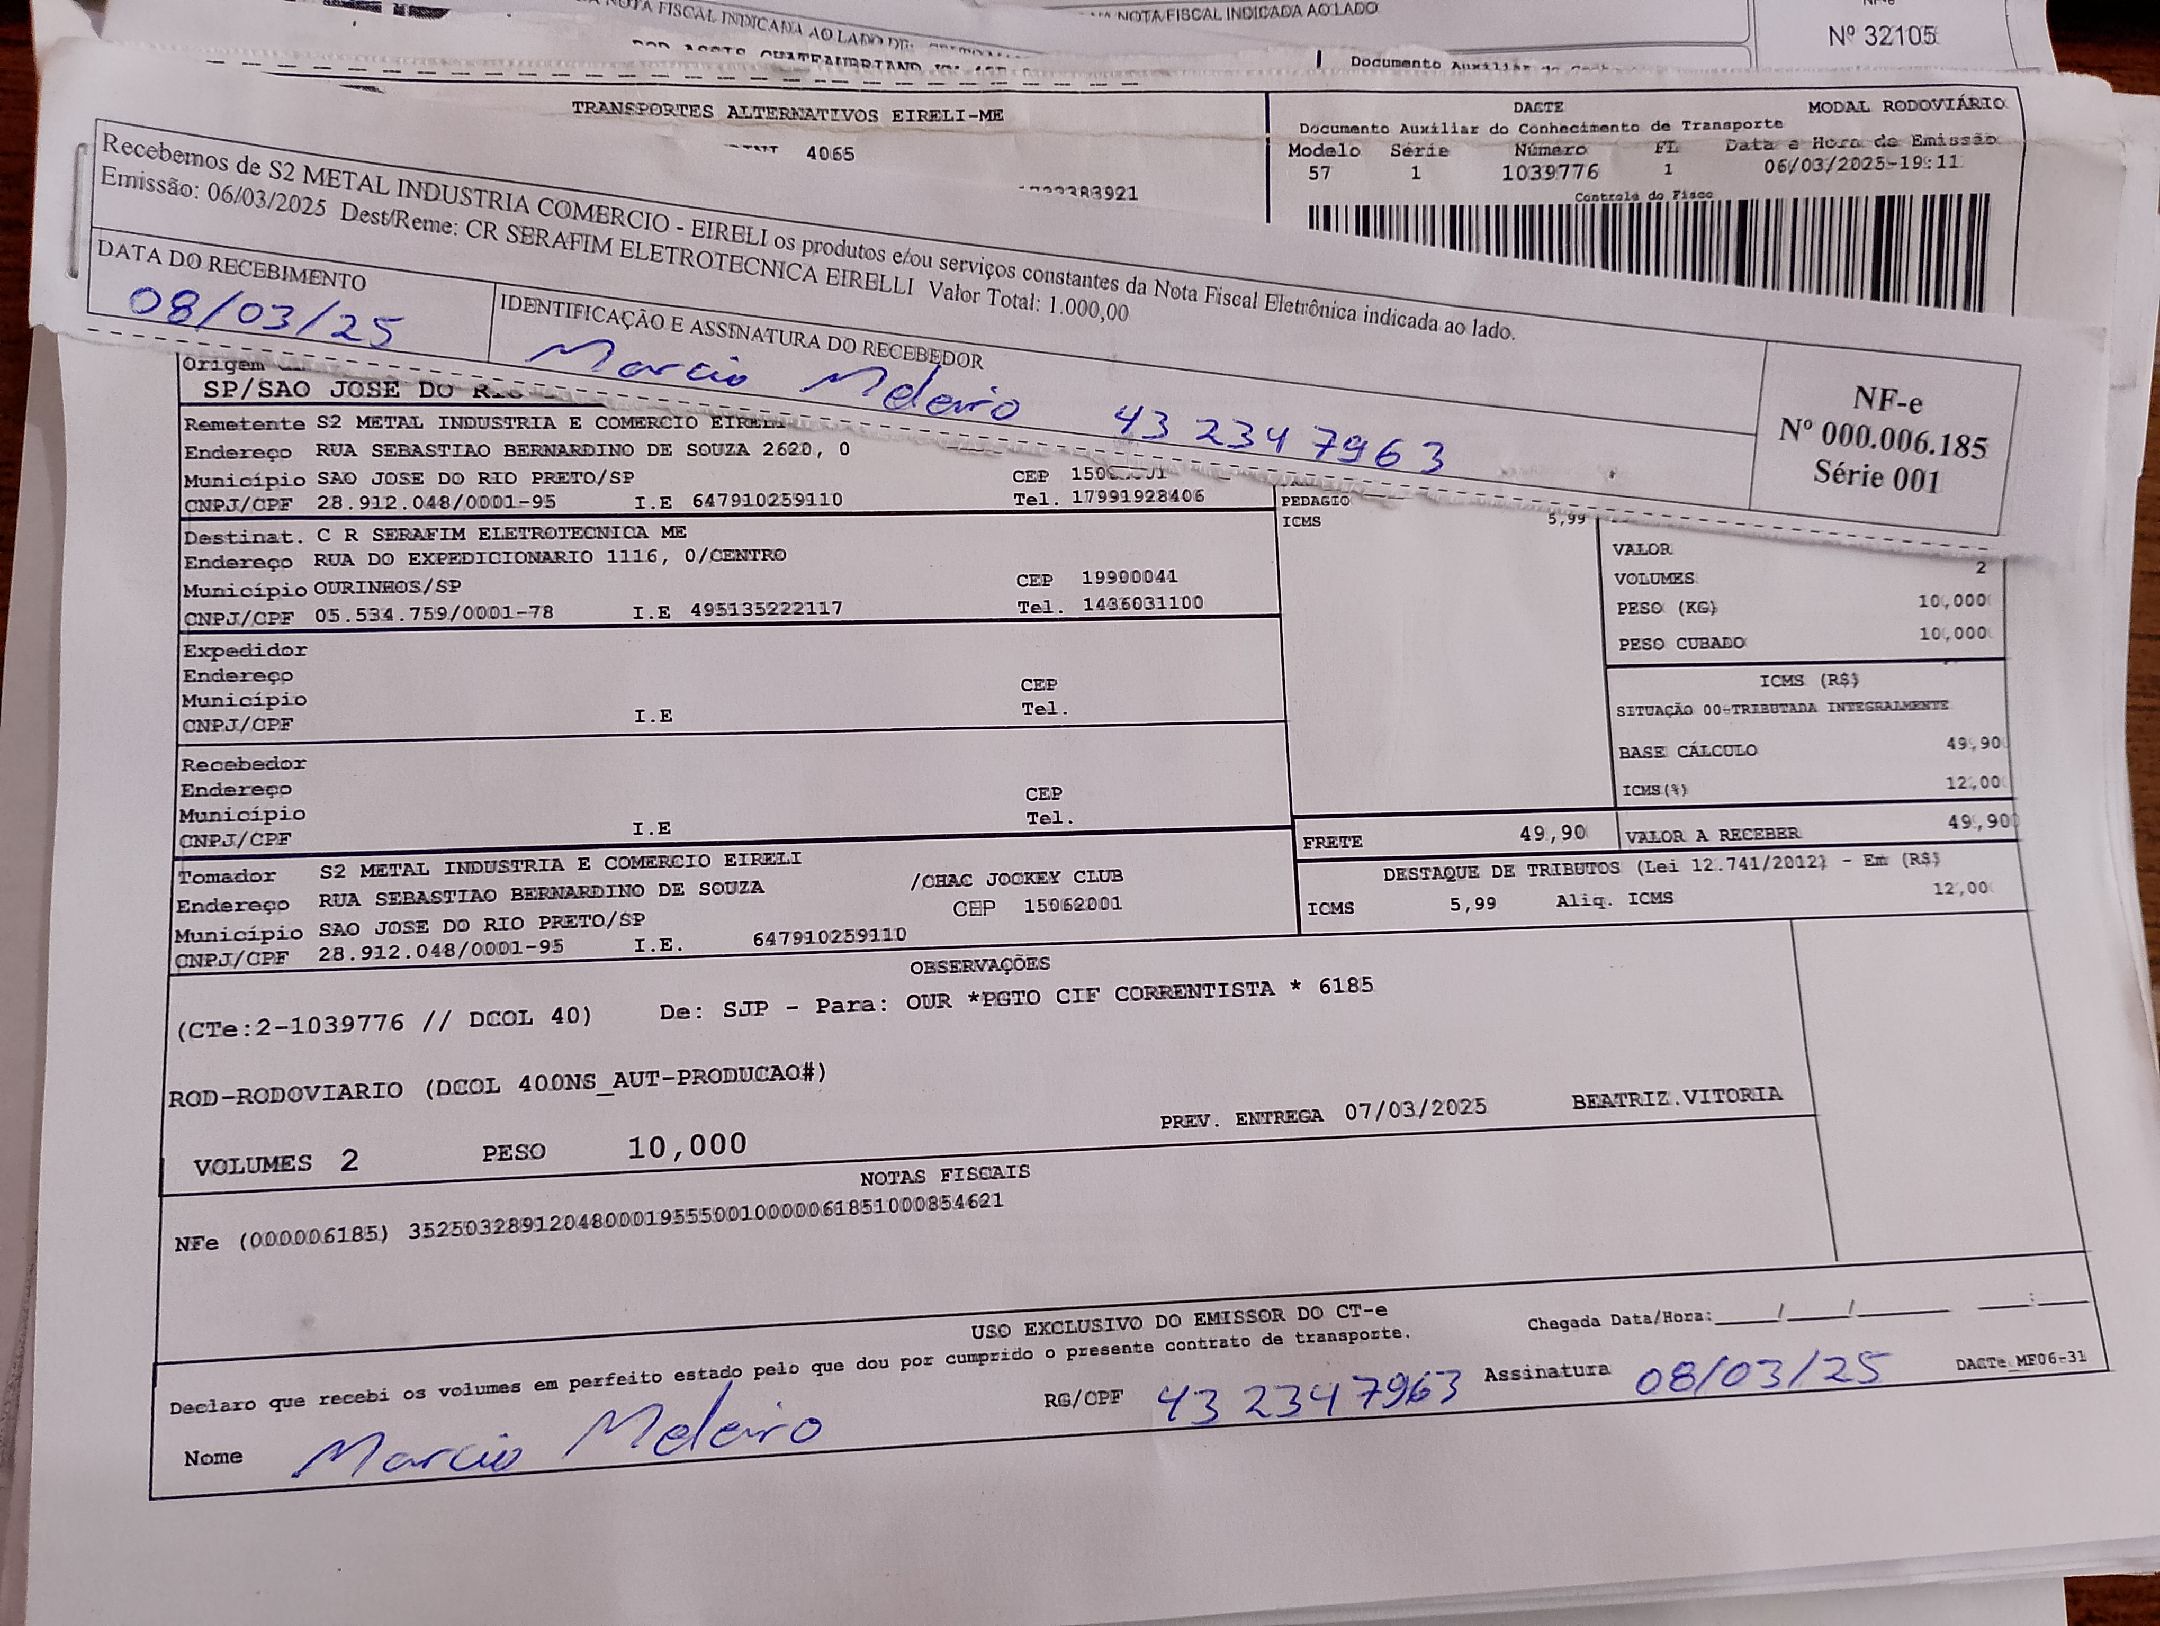 NOTA FISCAL INDICADA AO LADO
NOTA FISCAL INDICADA AO LADO
Nº 32105
Documento Auxiliar
TRANSPORTES ALTERNATIVOS EIRELI-ME
4065
DACTE MODAL RODOVIÁRIO
Documento Auxiliar do Conhecimento de Transporte
Modelo Série Número FL Data e Hora de Emissão
57 1 1039776 1 06/03/2025-19:11
Controle do Fisco
Recebemos de S2 METAL INDUSTRIA COMERCIO - EIRELI os produtos e/ou serviços constantes da Nota Fiscal Eletrônica indicada ao lado.
Emissão: 06/03/2025 Dest/Reme: CR SERAFIM ELETROTECNICA EIRELLI Valor Total: 1.000,00
DATA DO RECEBIMENTO
08/03/25
IDENTIFICAÇÃO E ASSINATURA DO RECEBEDOR
Marcio Meleiro 43 2347963
NF-e
Nº 000.006.185
Série 001
Origem
SP/SAO JOSE DO
Remetente S2 METAL INDUSTRIA E COMERCIO EIRELI
Endereço RUA SEBASTIAO BERNARDINO DE SOUZA 2620, 0
Município SAO JOSE DO RIO PRETO/SP CEP
CNPJ/CPF 28.912.048/0001-95 I.E 647910259110 Tel. 17991928406
Destinat. C R SERAFIM ELETROTECNICA ME
Endereço RUA DO EXPEDICIONARIO 1116, 0/CENTRO
Município OURINHOS/SP CEP 19900041
CNPJ/CPF 05.534.759/0001-78 I.E 495135222117 Tel. 1436031100
Expedidor
Endereço
Município CEP
CNPJ/CPF I.E Tel.
Recebedor
Endereço
Município CEP
CNPJ/CPF I.E Tel.
Tomador S2 METAL INDUSTRIA E COMERCIO EIRELI
Endereço RUA SEBASTIAO BERNARDINO DE SOUZA /CHAC JOCKEY CLUB
Município SAO JOSE DO RIO PRETO/SP CEP 15062001
CNPJ/CPF 28.912.048/0001-95 I.E. 647910259110
PEDAGIO
ICMS 5,99
VALOR
VOLUMES 2
PESO (KG) 10,000
PESO CUBADO 10,000
ICMS (R$)
SITUAÇÃO 00-TRIBUTADA INTEGRALMENTE
BASE CÁLCULO 49,90
ICMS(%) 12,00
FRETE 49,90 VALOR A RECEBER 49,90
DESTAQUE DE TRIBUTOS (Lei 12.741/2012) - Em (R$)
ICMS 5,99 Aliq. ICMS 12,00
OBSERVAÇÕES
(CTe:2-1039776 // DCOL 40) De: SJP - Para: OUR *PGTO CIF CORRENTISTA * 6185
ROD-RODOVIARIO (DCOL 400NS_AUT-PRODUCAO#)
PREV. ENTREGA 07/03/2025 BEATRIZ.VITORIA
VOLUMES 2 PESO 10,000
NOTAS FISCAIS
NFe (000006185) 35250328912048000195550010000061851000854621
USO EXCLUSIVO DO EMISSOR DO CT-e
Declaro que recebi os volumes em perfeito estado pelo que dou por cumprido o presente contrato de transporte.
Chegada Data/Hora:____/____/______ ___:___
Nome Marcio Meleiro RG/CPF 43 2347963 Assinatura 08/03/25
DACTe_MF06-31